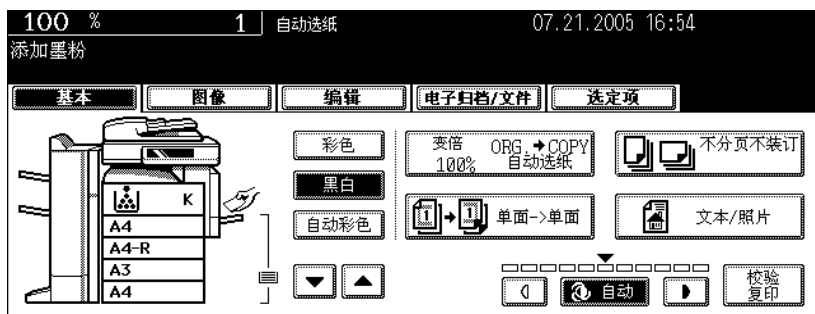 100 % 1 自动选纸 07.21.2005 16:54
添加墨粉
基本 图像 编辑 电子归档/文件 选定项
彩色
黑白
自动彩色
变倍 ORG.➔COPY
100% 自动选纸
不分页不装订
1 ➔ 1 单面->单面
文本/照片
K
A4
A4-R
A3
A4
自动
校验
复印